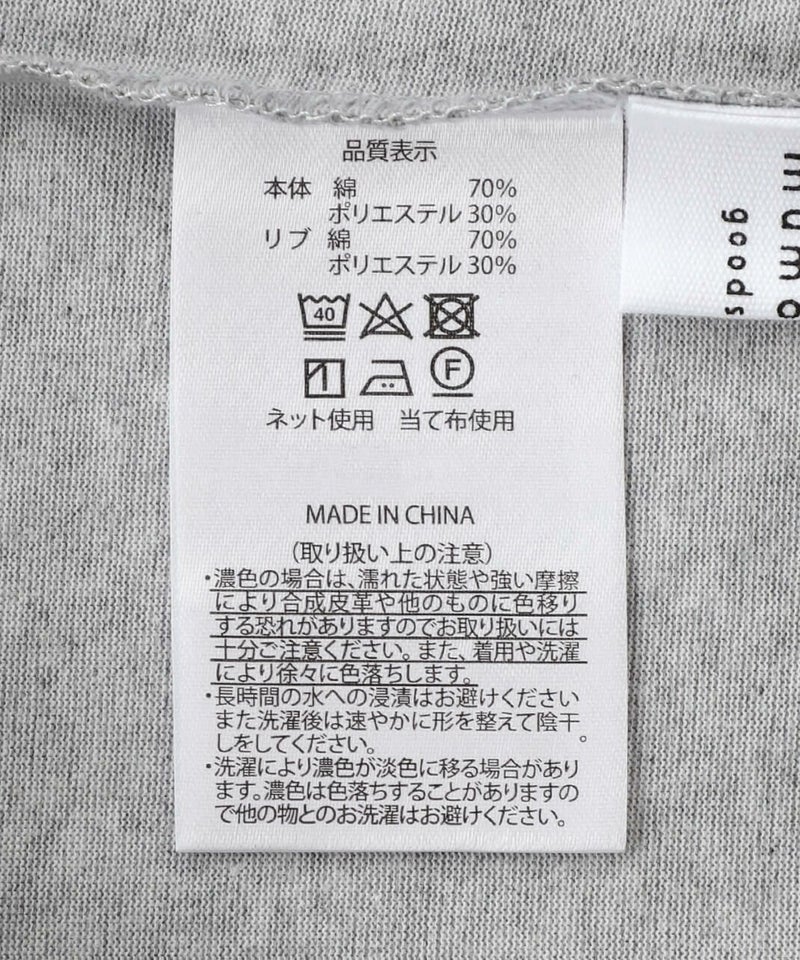 品質表示
本体 綿 70%
ポリエステル 30%
リブ 綿 70%
ポリエステル 30%
40
F
ネット使用 当て布使用
MADE IN CHINA
(取り扱い上の注意)
・濃色の場合は、濡れた状態や強い摩擦
により合成皮革や他のものに色移り
する恐れがありますのでお取り扱いには
十分ご注意ください。また、着用や洗濯
により徐々に色落ちします。
・長時間の水への浸漬はお避けください
また洗濯後は速やかに形を整えて陰干
しをしてください。 。
・洗濯により濃色が淡色に移る場合があり
ます。濃色は色落ちすることがありますの
で他の物とのお洗濯はお避けください。
goods